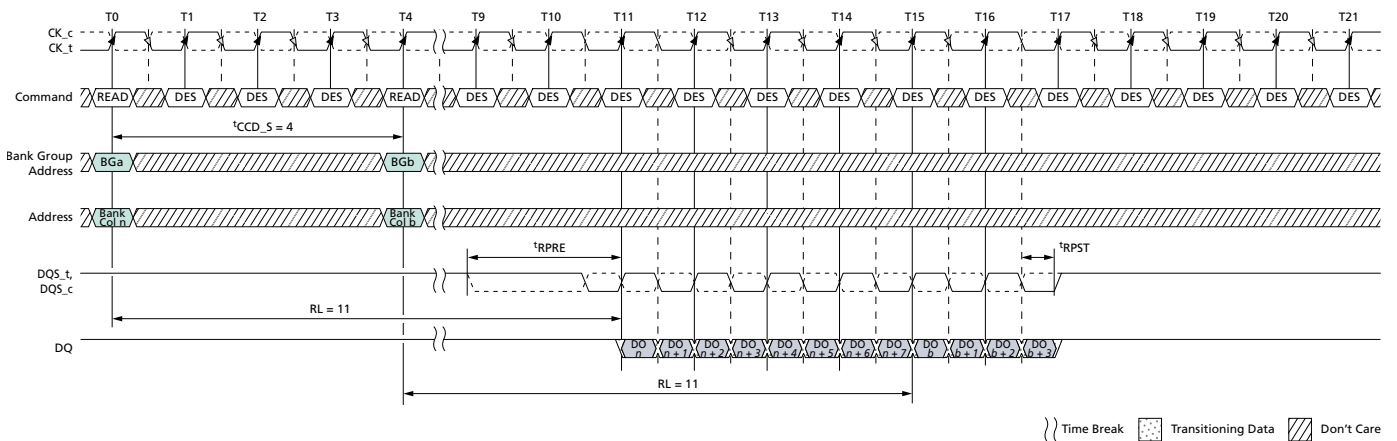 T0 T1 T2 T3 T4 T9 T10 T11 T12 T13 T14 T15 T16 T17 T18 T19 T20 T21
CK_c
CK_t
Command READ DES DES DES READ DES DES DES DES DES DES DES DES DES DES DES DES DES
tCCD_S = 4
Bank Group
Address BGa BGb
Address Bank
Col n Bank
Col b
tRPRE tRPST
DQS_t,
DQS_c
RL = 11
DQ DO
n DO
n + 1 DO
n + 2 DO
n + 3 DO
n + 4 DO
n + 5 DO
n + 6 DO
n + 7 DO
b DO
b + 1 DO
b + 2 DO
b + 3
RL = 11
Time Break Transitioning Data Don't Care